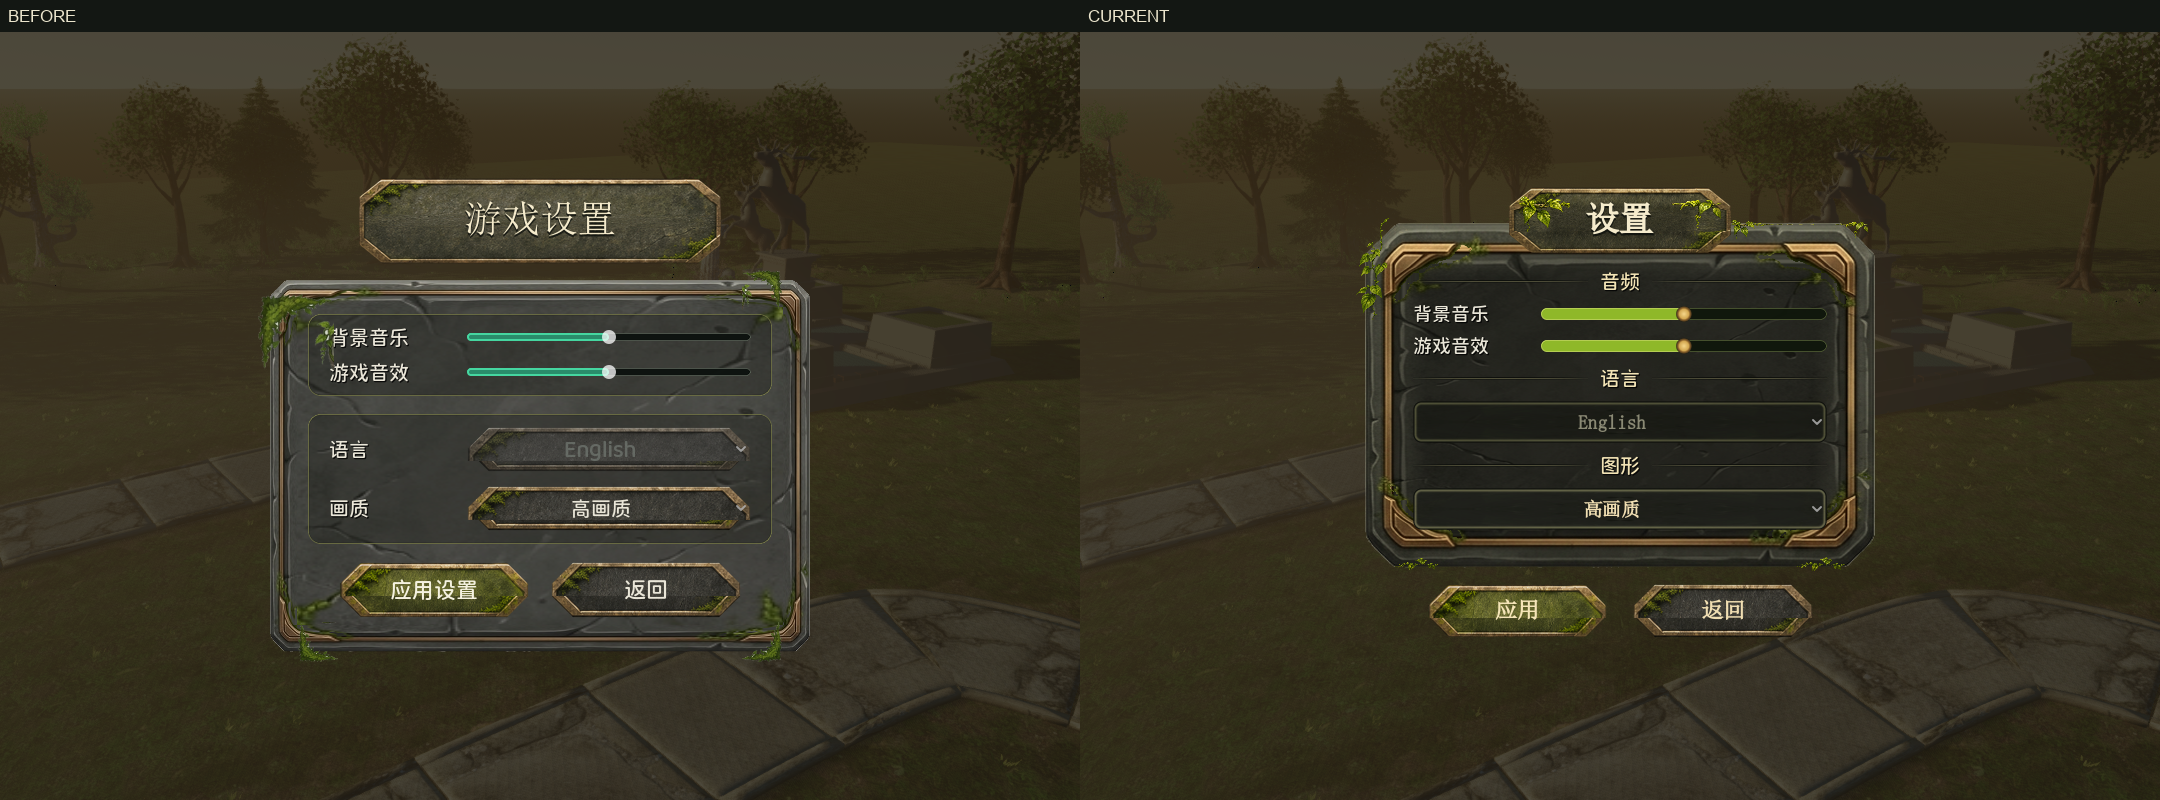 BEFORE
游戏设置
背景音乐
游戏音效
语言
English
画质
高画质
应用设置
返回
CURRENT
设置
音频
背景音乐
游戏音效
语言
English
图形
高画质
应用
返回